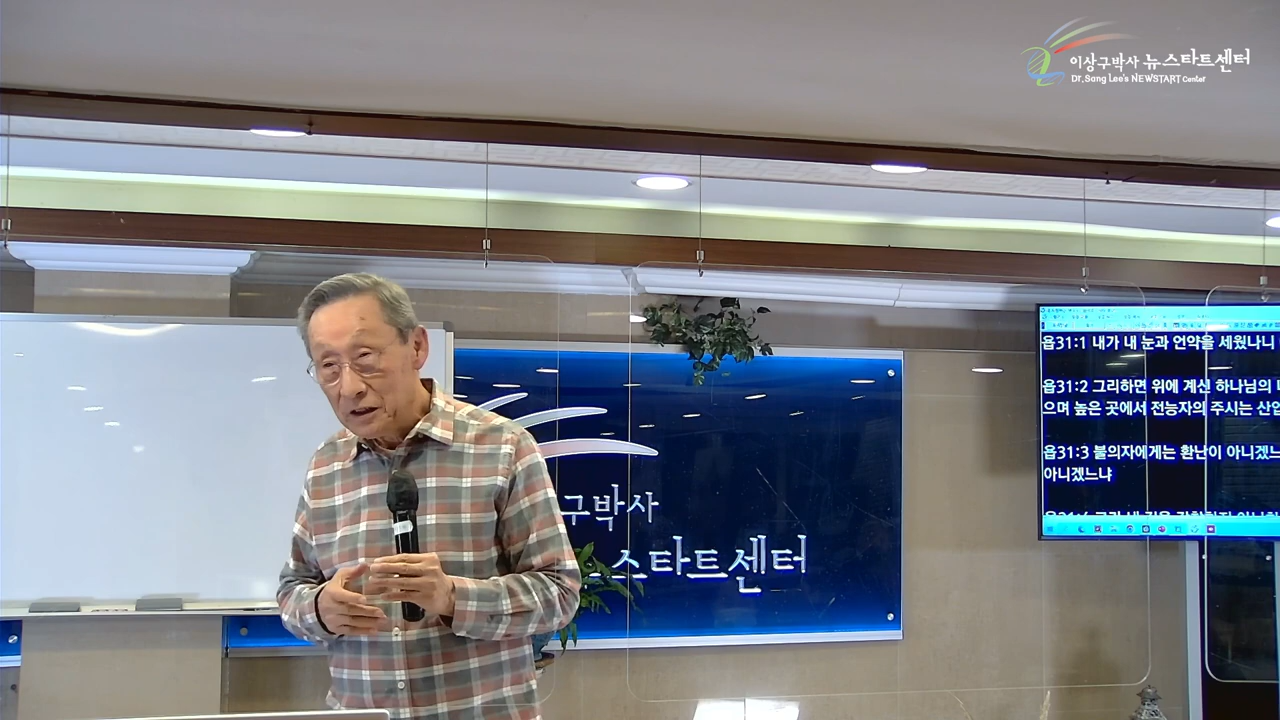 이상구박사 뉴스타트센터
Dr. Sang Lee's NEWSTART Center
구박사
스타트센터
욥31:1 내가 내 눈과 언약을 세웠나니
욥31:2 그리하면 위에 계신 하나님의
으며 높은 곳에서 전능자의 주시는 산업
욥31:3 불의자에게는 환난이 아니겠느
아니겠느냐